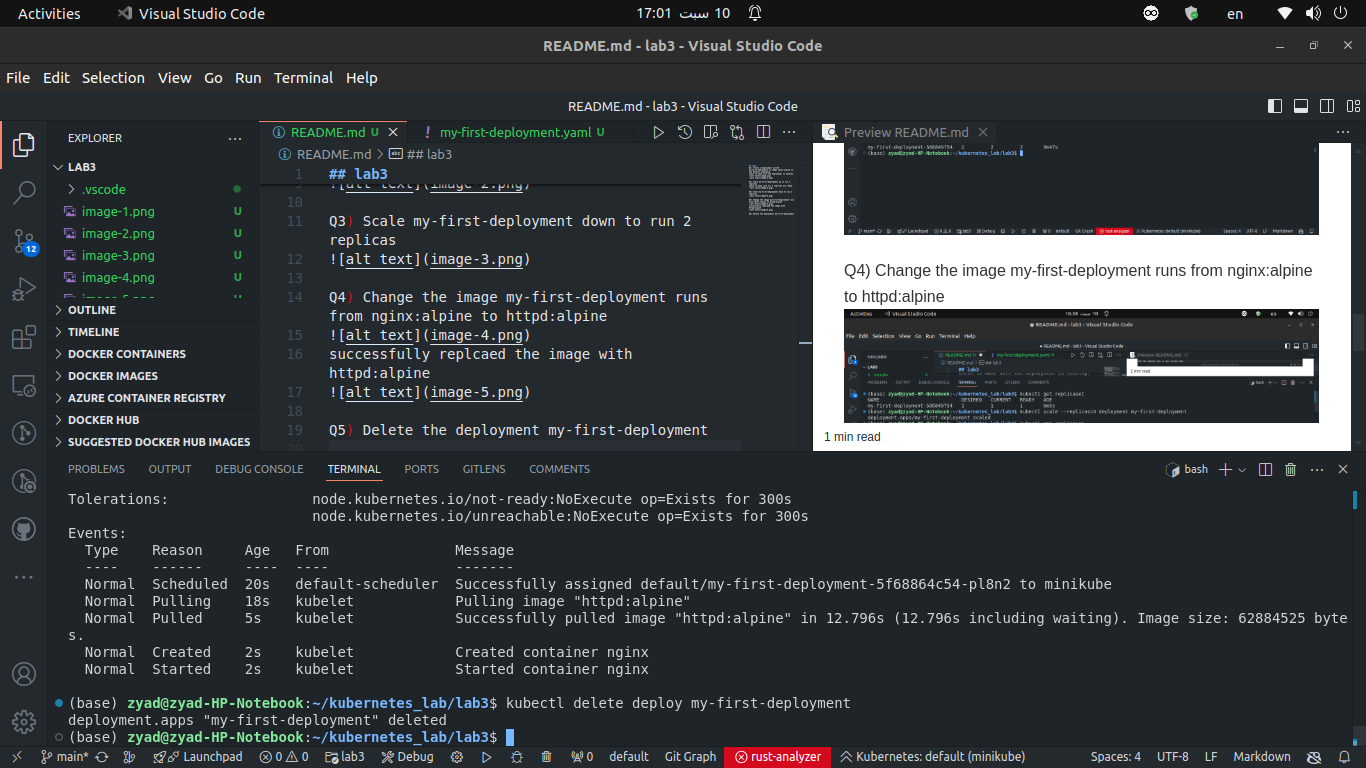 Activities Visual Studio Code 10 سبت 17:01 en
README.md - lab3 - Visual Studio Code
File Edit Selection View Go Run Terminal Help
README.md - lab3 - Visual Studio Code
EXPLORER
LAB3
.vscode
image-1.png U
image-2.png U
image-3.png U
image-4.png U
OUTLINE
TIMELINE
DOCKER CONTAINERS
DOCKER IMAGES
AZURE CONTAINER REGISTRY
DOCKER HUB
SUGGESTED DOCKER HUB IMAGES
12
README.md U my-first-deployment.yaml U
README.md > ## lab3
1 ## lab3
![alt text](image-2.png)
10
11 Q3) Scale my-first-deployment down to run 2
replicas
12 ![alt text](image-3.png)
13
14 Q4) Change the image my-first-deployment runs
from nginx:alpine to httpd:alpine
15 ![alt text](image-4.png)
16 successfully replcaed the image with
httpd:alpine
17 ![alt text](image-5.png)
18
19 Q5) Delete the deployment my-first-deployment
Preview README.md
(base) zyad@zyad-HP-Notebook:~/kubernetes_lab/lab3$
Q4) Change the image my-first-deployment runs from nginx:alpine
to httpd:alpine
1 min read
PROBLEMS OUTPUT DEBUG CONSOLE TERMINAL PORTS GITLENS COMMENTS bash
Tolerations: node.kubernetes.io/not-ready:NoExecute op=Exists for 300s
node.kubernetes.io/unreachable:NoExecute op=Exists for 300s
Events:
Type Reason Age From Message
---- ------ ---- ---- -------
Normal Scheduled 20s default-scheduler Successfully assigned default/my-first-deployment-5f68864c54-pl8n2 to minikube
Normal Pulling 18s kubelet Pulling image "httpd:alpine"
Normal Pulled 5s kubelet Successfully pulled image "httpd:alpine" in 12.796s (12.796s including waiting). Image size: 62884525 byte
s.
Normal Created 2s kubelet Created container nginx
Normal Started 2s kubelet Started container nginx
(base) zyad@zyad-HP-Notebook:~/kubernetes_lab/lab3$ kubectl delete deploy my-first-deployment
deployment.apps "my-first-deployment" deleted
(base) zyad@zyad-HP-Notebook:~/kubernetes_lab/lab3$
main* Launchpad 0 0 lab3 Debug 0 default Git Graph rust-analyzer Kubernetes: default (minikube) Spaces: 4 UTF-8 LF Markdown